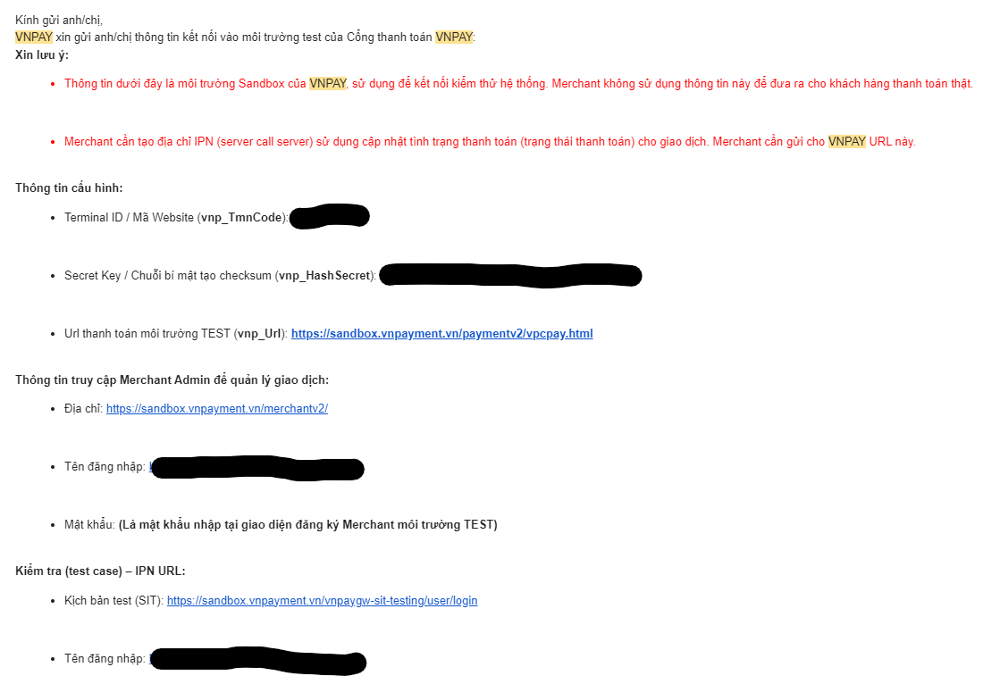 Kính gửi anh/chị,
VNPAY xin gửi anh/chị thông tin kết nối vào môi trường test của Cổng thanh toán VNPAY:
Xin lưu ý:
• Thông tin dưới đây là môi trường Sandbox của VNPAY, sử dụng để kết nối kiểm thử hệ thống. Merchant không sử dụng thông tin này để đưa ra cho khách hàng thanh toán thật.
• Merchant cần tạo địa chỉ IPN (server call server) sử dụng cập nhật tình trạng thanh toán (trạng thái thanh toán) cho giao dịch. Merchant cần gửi cho VNPAY URL này.
Thông tin cấu hình:
• Terminal ID / Mã Website (vnp_TmnCode):
• Secret Key / Chuỗi bí mật tạo checksum (vnp_HashSecret):
• Url thanh toán môi trường TEST (vnp_Url): https://sandbox.vnpayment.vn/paymentv2/vpcpay.html
Thông tin truy cập Merchant Admin để quản lý giao dịch:
• Địa chỉ: https://sandbox.vnpayment.vn/merchantv2/
• Tên đăng nhập:
• Mật khẩu: (Là mật khẩu nhập tại giao diện đăng ký Merchant môi trường TEST)
Kiểm tra (test case) – IPN URL:
• Kịch bản test (SIT): https://sandbox.vnpayment.vn/vnpaygw-sit-testing/user/login
• Tên đăng nhập: